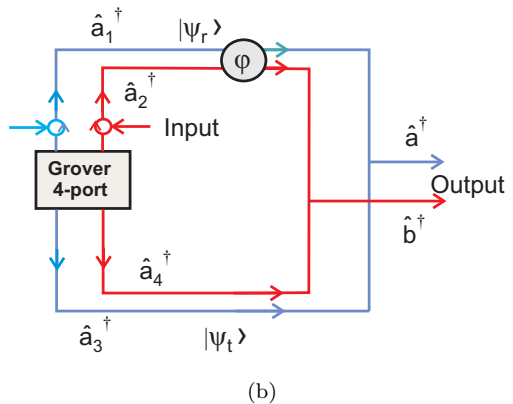 â₁† |ψᵣ⟩
φ
â₂†
Input
Grover
4-port
â†
Output
b̂†
â₄†
â₃† |ψₜ⟩
(b)